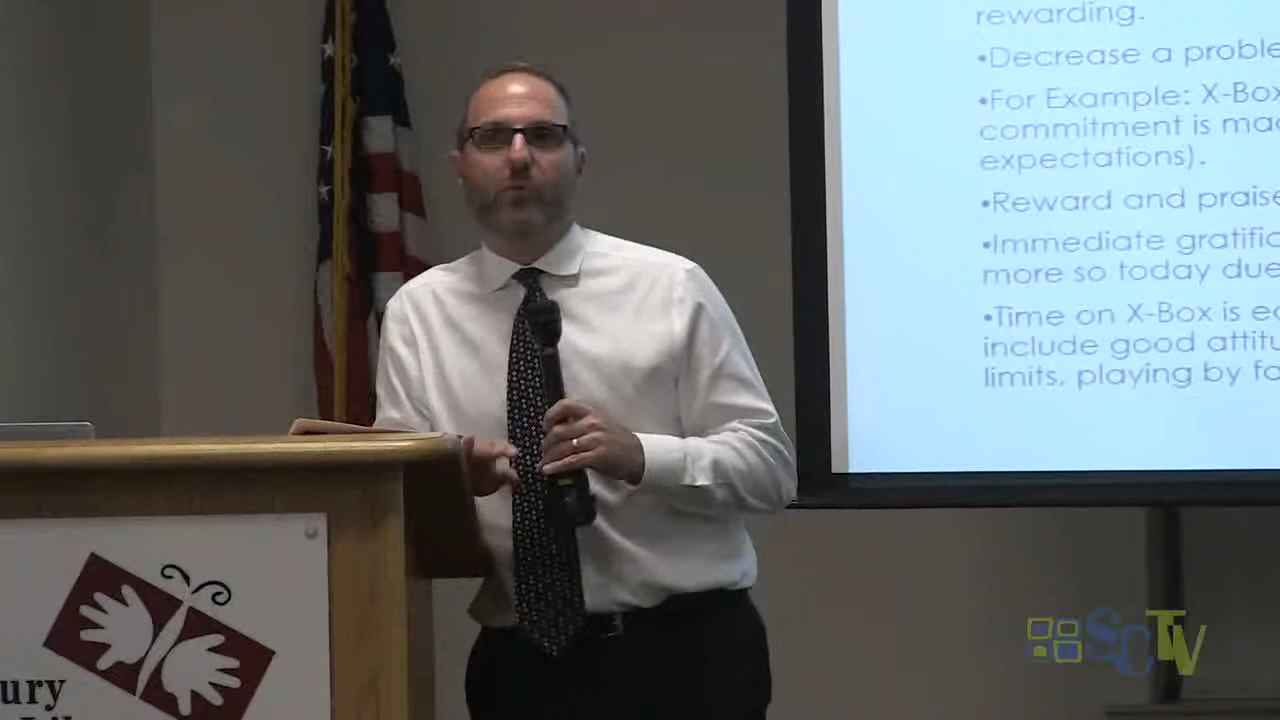 rewarding.
•Decrease a proble
•For Example: X-Box
commitment is mad
expectations).
•Reward and praise
•Immediate gratific
more so today due
•Time on X-Box is ea
include good attitu
limits, playing by fa
ury
SCTV